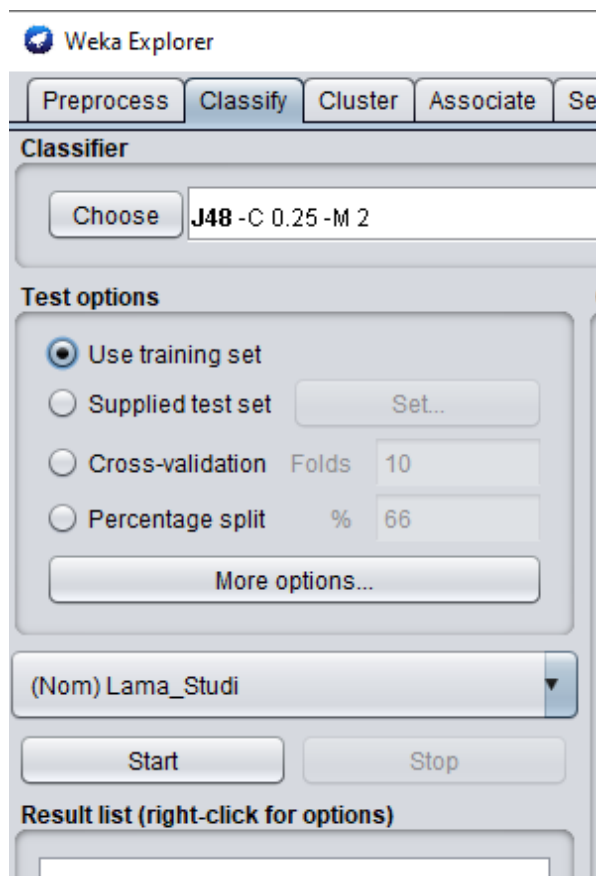 Weka Explorer
Preprocess Classify Cluster Associate Se
Classifier
Choose J48 -C 0.25 -M 2
Test options
Use training set
Supplied test set Set...
Cross-validation Folds 10
Percentage split % 66
More options...
(Nom) Lama_Studi
Start Stop
Result list (right-click for options)